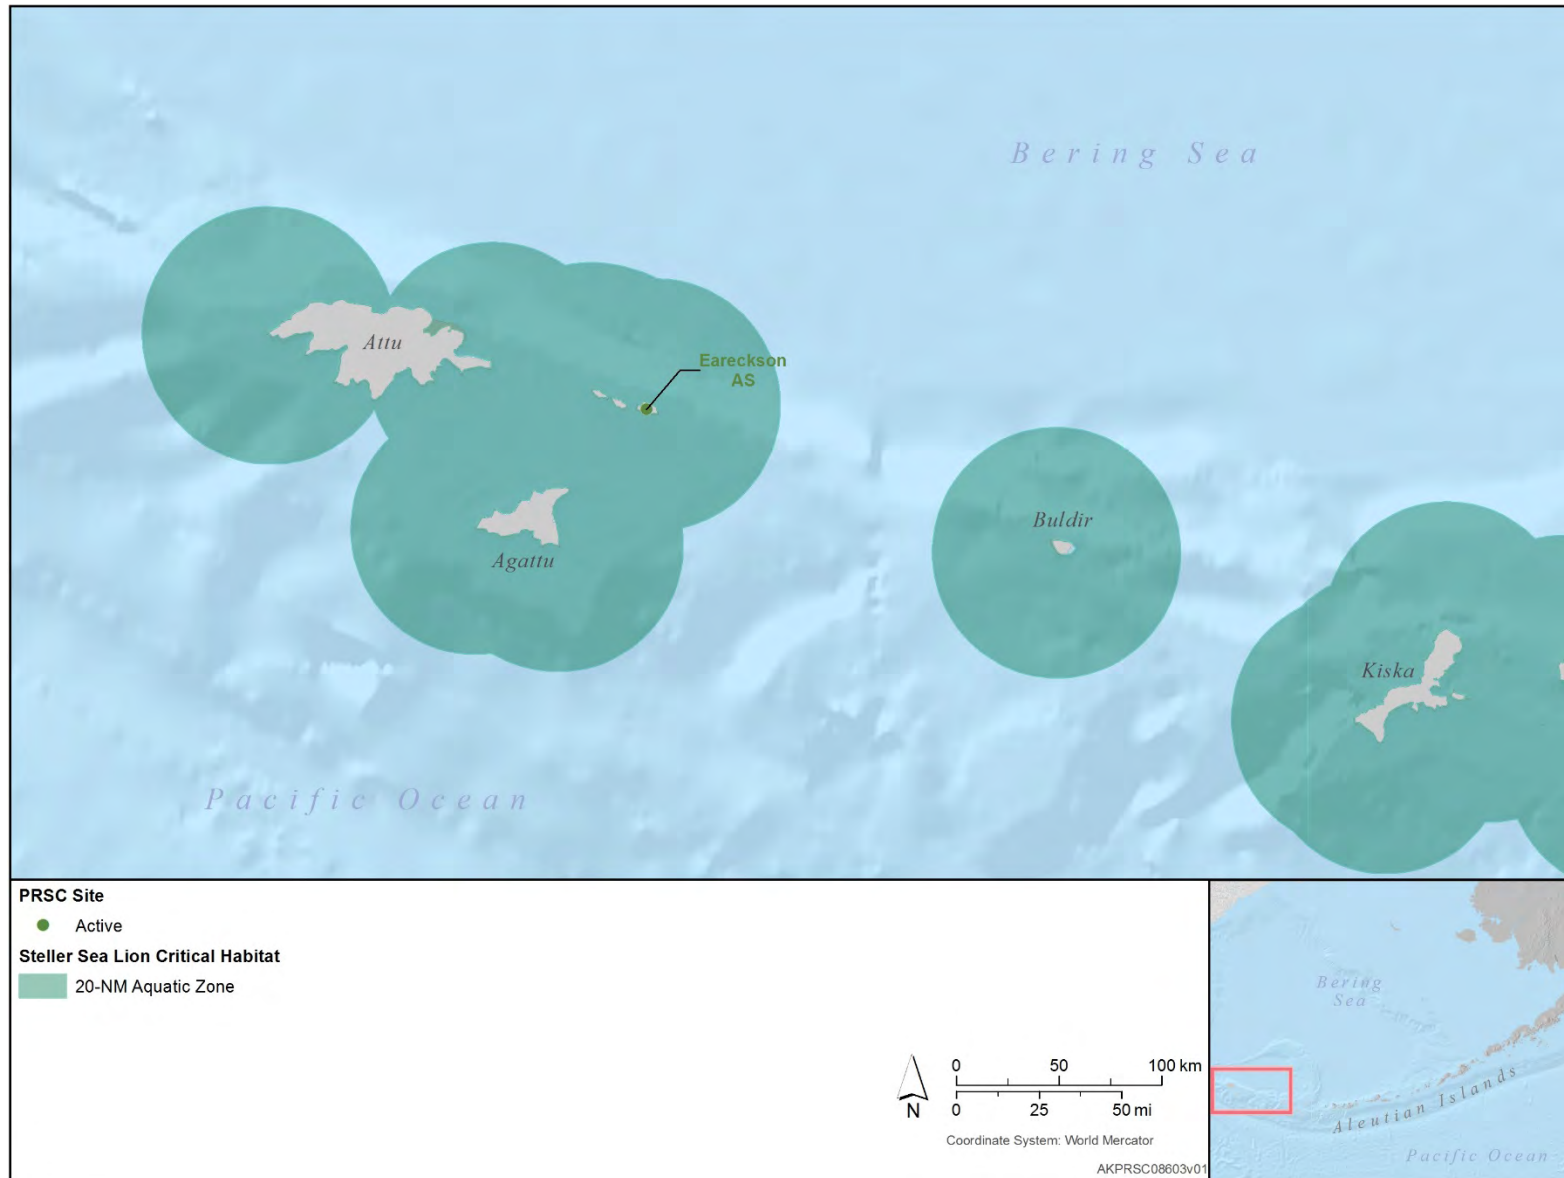 Bering Sea
Attu
Eareckson
AS
Agattu
Buldir
Kiska
Pacific Ocean
PRSC Site
Active
Steller Sea Lion Critical Habitat
20-NM Aquatic Zone
0 50 100 km
0 25 50 mi
N
Coordinate System: World Mercator
AKPRSC08603v01
Bering
Sea
Aleutian Islands
Pacific Ocean